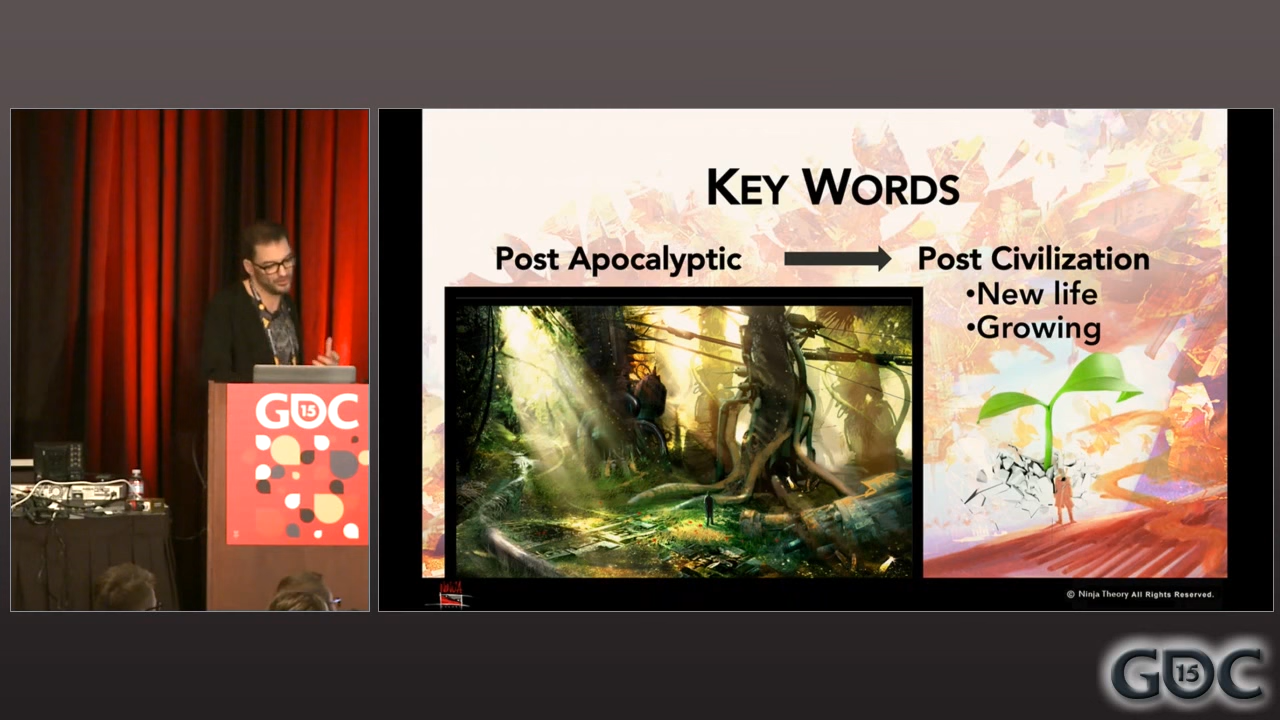 KEY WORDS
Post Apocalyptic
Post Civilization
•New life
•Growing
GDC
15
© Ninja Theory All Rights Reserved.
GDC
15